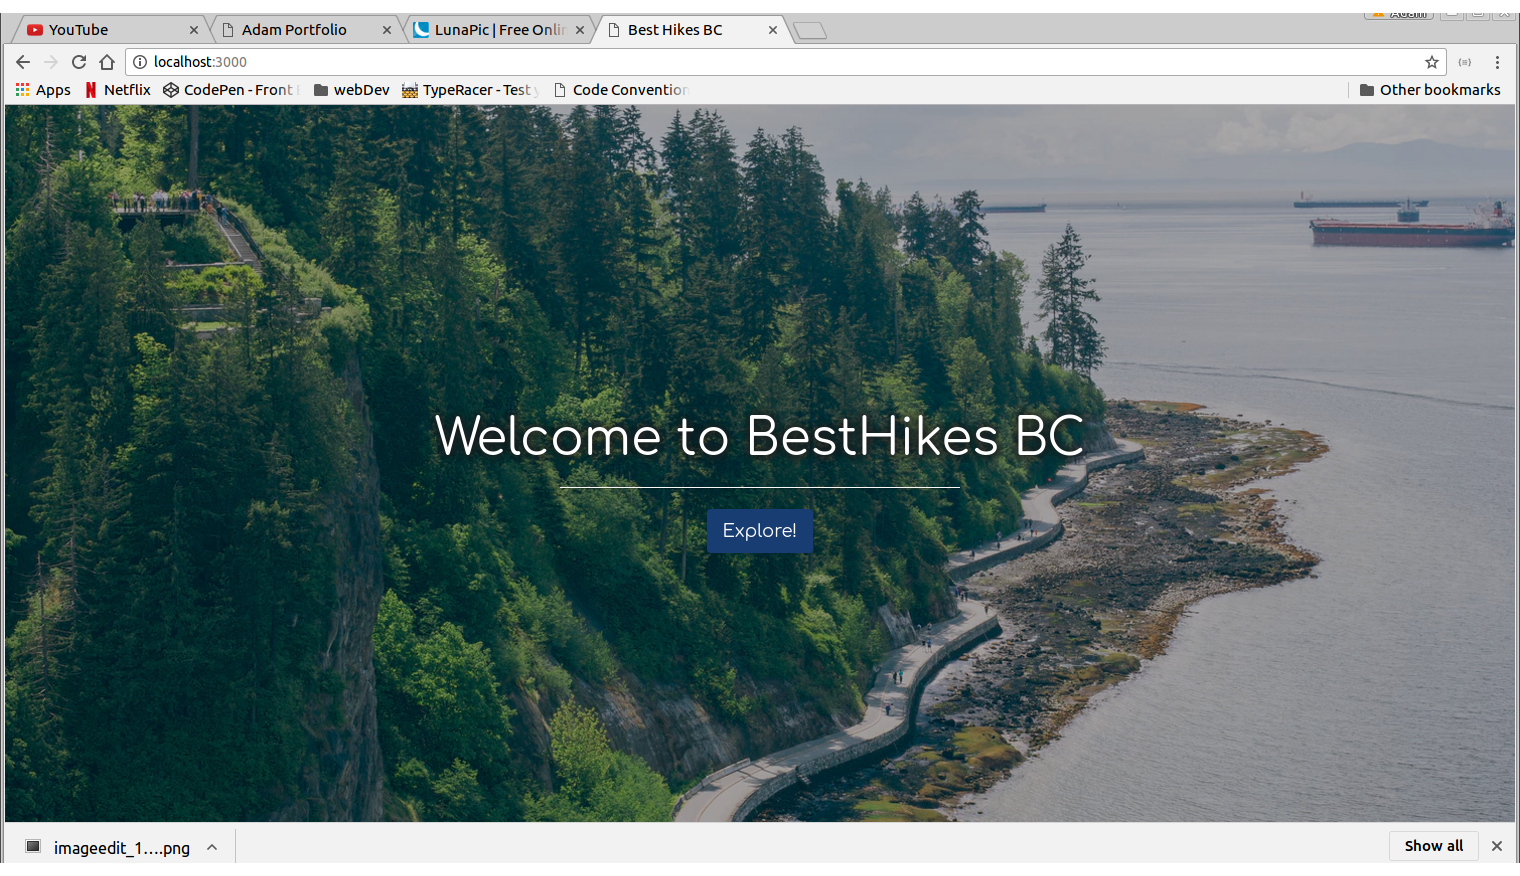 Adam
YouTube
Adam Portfolio
LunaPic | Free Onlin
Best Hikes BC
localhost:3000
Apps
Netflix
CodePen - Front
webDev
TypeRacer - Test y
Code Convention
Other bookmarks
Welcome to BestHikes BC
Explore!
imageedit_1....png
Show all